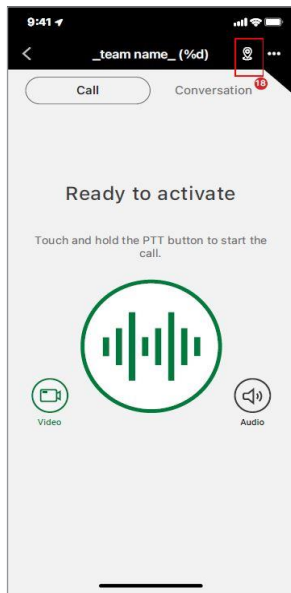 9:41
_team name_ (%d)
Call
Conversation
18
Ready to activate
Touch and hold the PTT button to start the
call.
Video
Audio